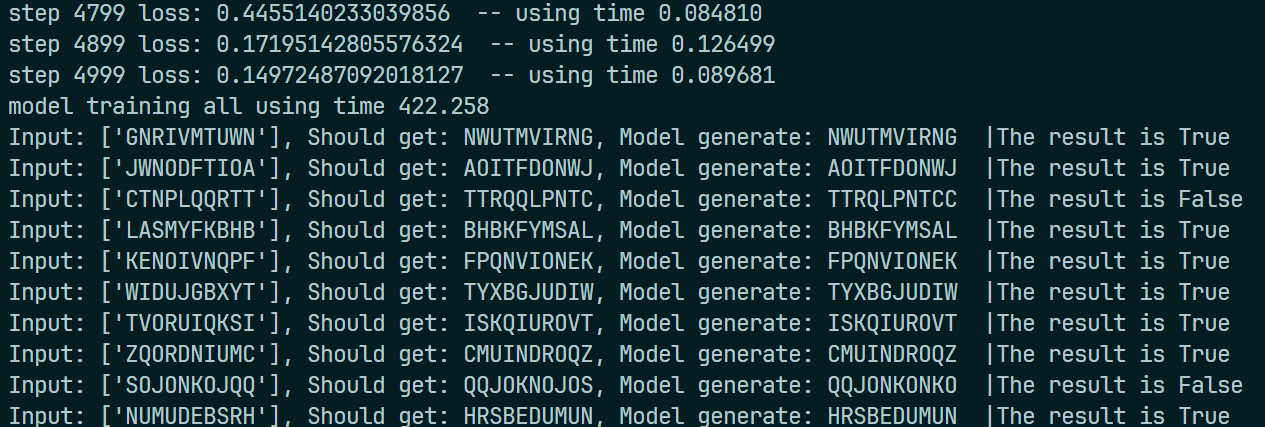 step 4799 loss: 0.4455140233039856  -- using time 0.084810
step 4899 loss: 0.17195142805576324  -- using time 0.126499
step 4999 loss: 0.14972487092018127  -- using time 0.089681
model training all using time 422.258
Input: ['GNRIVMTUWN'], Should get: NWUTMVIRNG, Model generate: NWUTMVIRNG  |The result is True
Input: ['JWNODFTIOA'], Should get: AOITFDONWJ, Model generate: AOITFDONWJ  |The result is True
Input: ['CTNPLQQRTT'], Should get: TTRQQLPNTC, Model generate: TTRQLPNTCC  |The result is False
Input: ['LASMYFKBHB'], Should get: BHBKFYMSAL, Model generate: BHBKFYMSAL  |The result is True
Input: ['KENOIVNQPF'], Should get: FPQNVIONEK, Model generate: FPQNVIONEK  |The result is True
Input: ['WIDUJGBXYT'], Should get: TYXBGJUDIW, Model generate: TYXBGJUDIW  |The result is True
Input: ['TVORUIQKSI'], Should get: ISKQIUROVT, Model generate: ISKQIUROVT  |The result is True
Input: ['ZQORDNIUMC'], Should get: CMUINDROQZ, Model generate: CMUINDROQZ  |The result is True
Input: ['SOJONKOJQQ'], Should get: QQJOKNOJOS, Model generate: QQJONKONKO  |The result is False
Input: ['NUMUDEBSRH'], Should get: HRSBEDUMUN, Model generate: HRSBEDUMUN  |The result is True